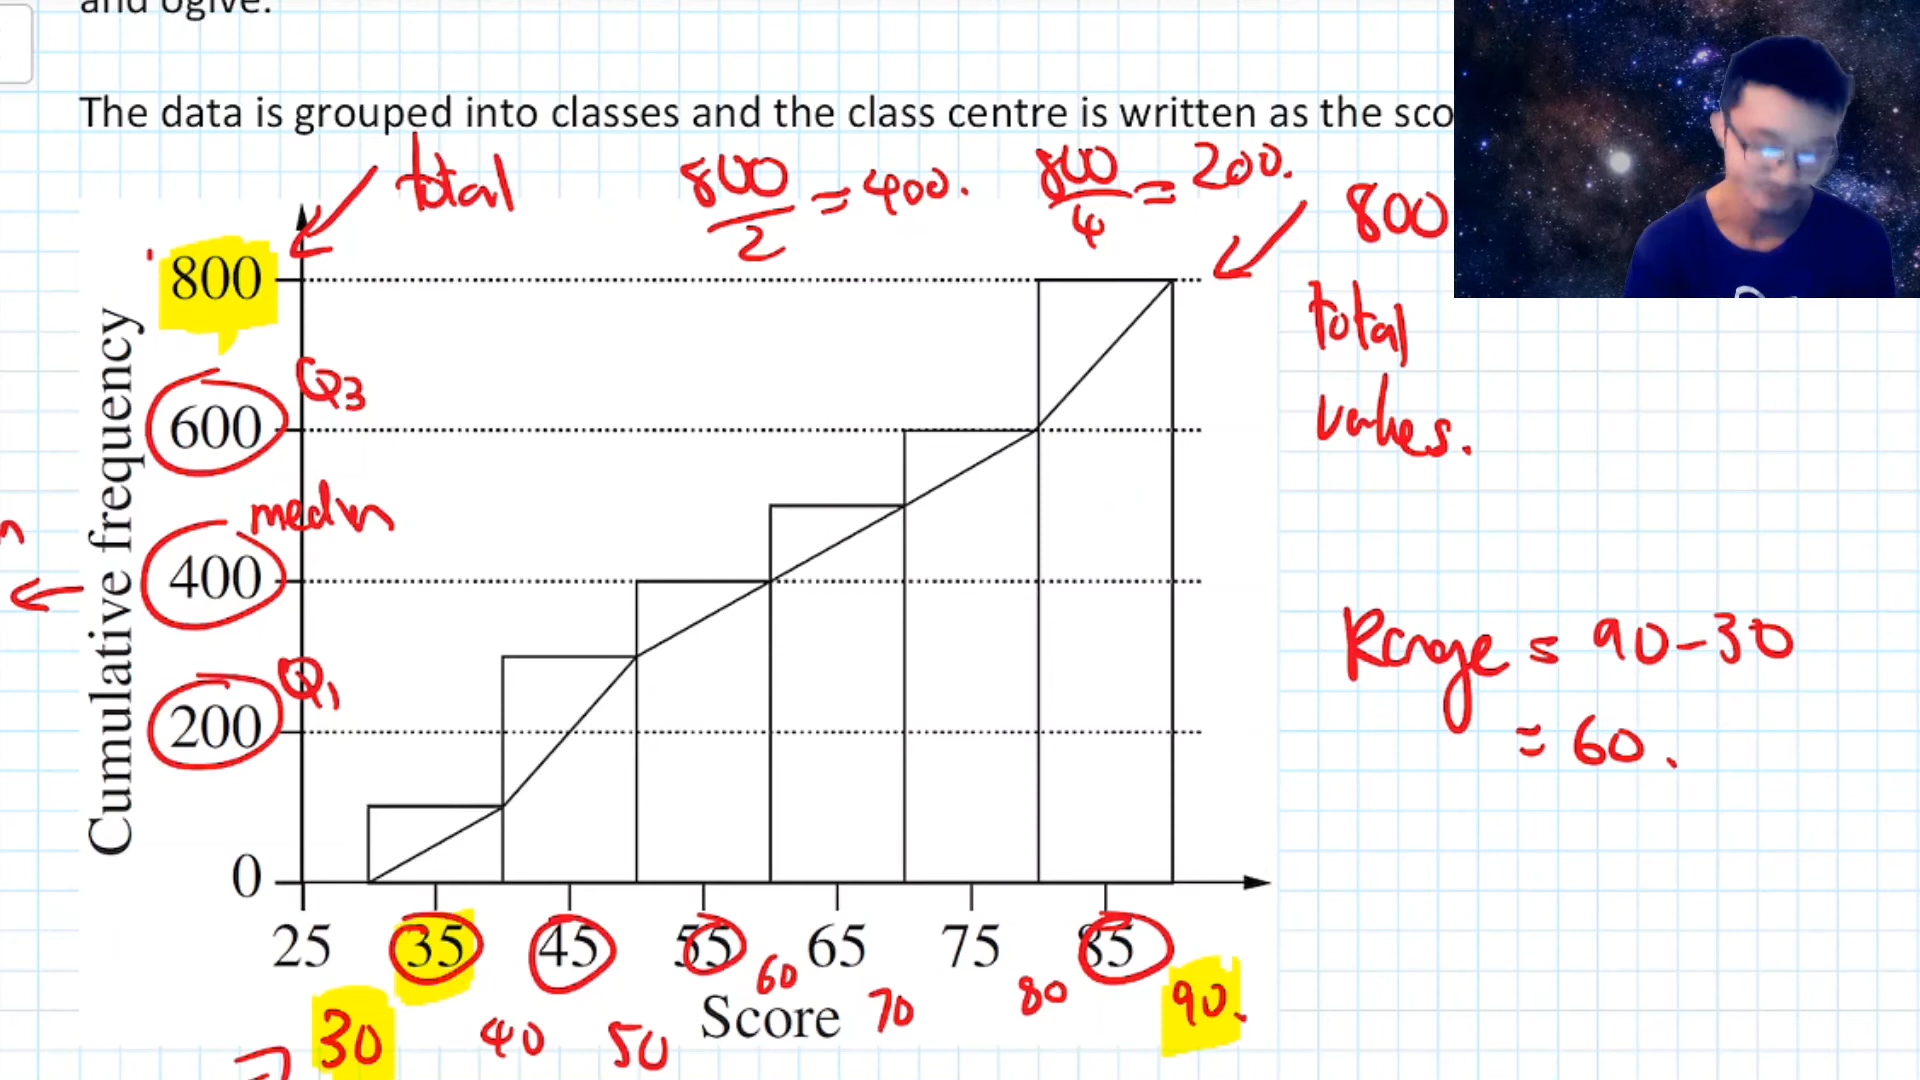 and ogive.
The data is grouped into classes and the class centre is written as the sco
total
800/2 = 400.
800/4 = 200.
800
total
values.
Cumulative frequency
800
600
Q3
400
median
200
Q1
0
25 35 45 55 65 75 85
30 40 50 60 70 80 90.
Score
Range = 90-30
= 60.